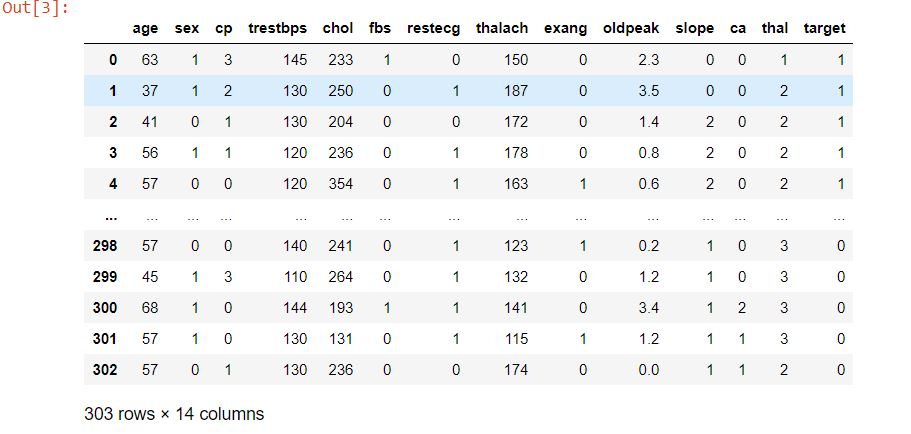 Out[3]:
age sex cp trestbps chol fbs restecg thalach exang oldpeak slope ca thal target
0 63 1 3 145 233 1 0 150 0 2.3 0 0 1 1
1 37 1 2 130 250 0 1 187 0 3.5 0 0 2 1
2 41 0 1 130 204 0 0 172 0 1.4 2 0 2 1
3 56 1 1 120 236 0 1 178 0 0.8 2 0 2 1
4 57 0 0 120 354 0 1 163 1 0.6 2 0 2 1
... ... ... ... ... ... ... ... ... ... ... ... ... ... ...
298 57 0 0 140 241 0 1 123 1 0.2 1 0 3 0
299 45 1 3 110 264 0 1 132 0 1.2 1 0 3 0
300 68 1 0 144 193 1 1 141 0 3.4 1 2 3 0
301 57 1 0 130 131 0 1 115 1 1.2 1 1 3 0
302 57 0 1 130 236 0 0 174 0 0.0 1 1 2 0
303 rows × 14 columns